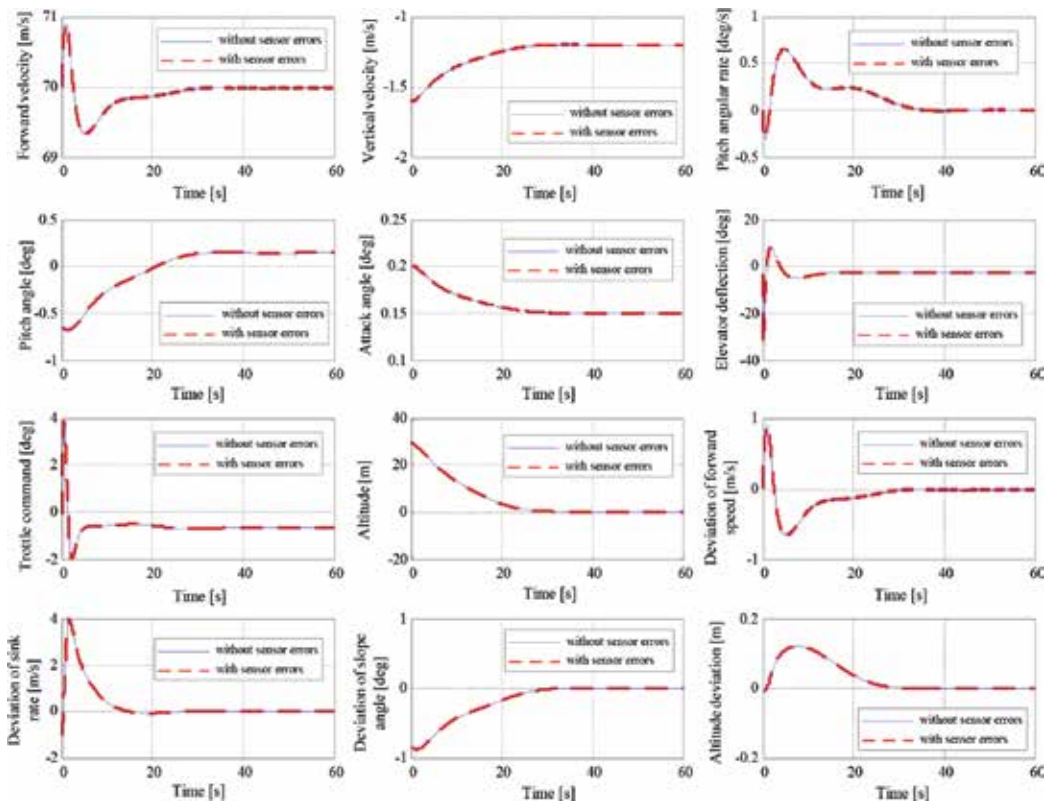 Forward velocity [m/s]
71
70
69
without sensor errors
with sensor errors
0 20 40 60
Time [s]
Vertical velocity [m/s]
-1
-1.5
-2
without sensor errors
with sensor errors
0 20 40 60
Time [s]
Pitch angular rate [deg/s]
1
0.5
0
-0.5
without sensor errors
with sensor errors
0 20 40 60
Time [s]
Pitch angle [deg]
0.5
0
-0.5
-1
without sensor errors
with sensor errors
0 20 40 60
Time [s]
Attack angle [deg]
0.25
0.2
0.15
0.1
without sensor errors
with sensor errors
0 20 40 60
Time [s]
Elevator deflection [deg]
20
0
-20
-40
without sensor errors
with sensor errors
0 20 40 60
Time [s]
Trottle command [deg]
4
2
0
-2
without sensor errors
with sensor errors
0 20 40 60
Time [s]
Altitude [m]
40
20
0
-20
without sensor errors
with sensor errors
0 20 40 60
Time [s]
Deviation of forward
speed [m/s]
1
0
-1
without sensor errors
with sensor errors
0 20 40 60
Time [s]
Deviation of sink
rate [m/s]
4
2
0
-2
without sensor errors
with sensor errors
0 20 40 60
Time [s]
Deviation of slope
angle [deg]
1
0
-1
without sensor errors
with sensor errors
0 20 40 60
Time [s]
Altitude deviation [m]
0.2
0
-0.2
without sensor errors
with sensor errors
0 20 40 60
Time [s]